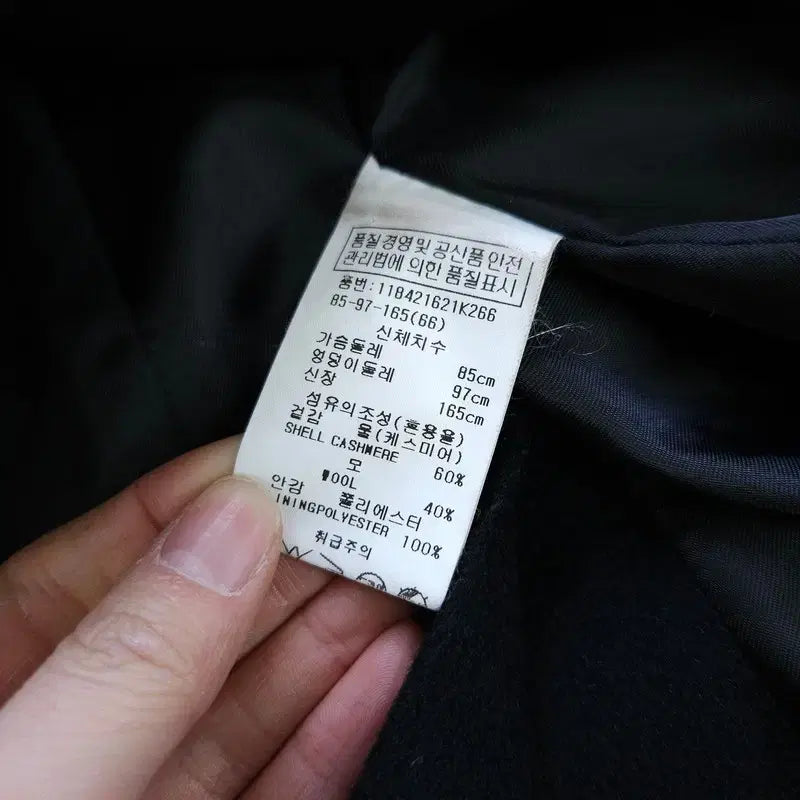 품질 경영 및 공산품 안전
관리법에 의한 품질표시
품번:11B421621K266
85-97-165(66)
신체치수
가슴둘레 85cm
엉덩이둘레 97cm
신장 165cm
섬유의조성(혼용율)
겉감 모(케스미어)
SHELL CASHMERE 60%
모
WOOL 40%
안감 폴리에스터
ININGPOLYESTER 100%
취급주의